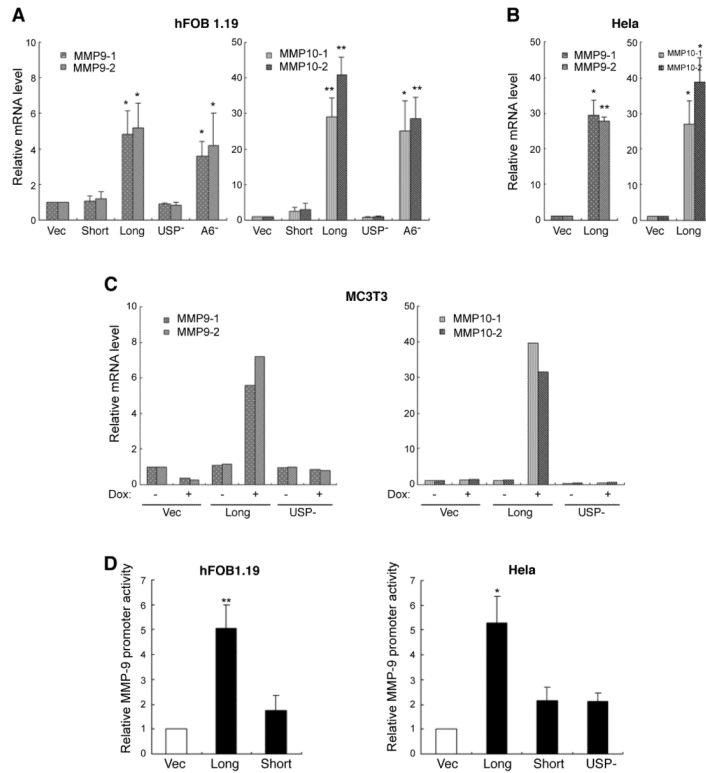 A
hFOB 1.19
B
Hela
Relative mRNA level
10
8
6
4
2
0
MMP9-1
MMP9-2
* *
* *
Vec Short Long USP- A6-
50
40
30
20
10
0
MMP10-1
MMP10-2
** **
* **
Vec Short Long USP- A6-
Relative mRNA level
50
40
30
20
10
0
MMP9-1
MMP9-2
* **
Vec Long
50
40
30
20
10
0
MMP10-1
MMP10-2
* *
Vec Long
C
MC3T3
Relative mRNA level
10
8
6
4
2
0
MMP9-1
MMP9-2
Dox: - + - + - +
Vec Long USP-
50
40
30
20
10
0
MMP10-1
MMP10-2
- + - + - +
Vec Long USP-
D
hFOB1.19
Relative MMP-9 promoter activity
7
6
5
4
3
2
1
0
**
Vec Long Short
Hela
Relative MMP-9 promoter activity
7
6
5
4
3
2
1
0
*
Vec Long Short USP-